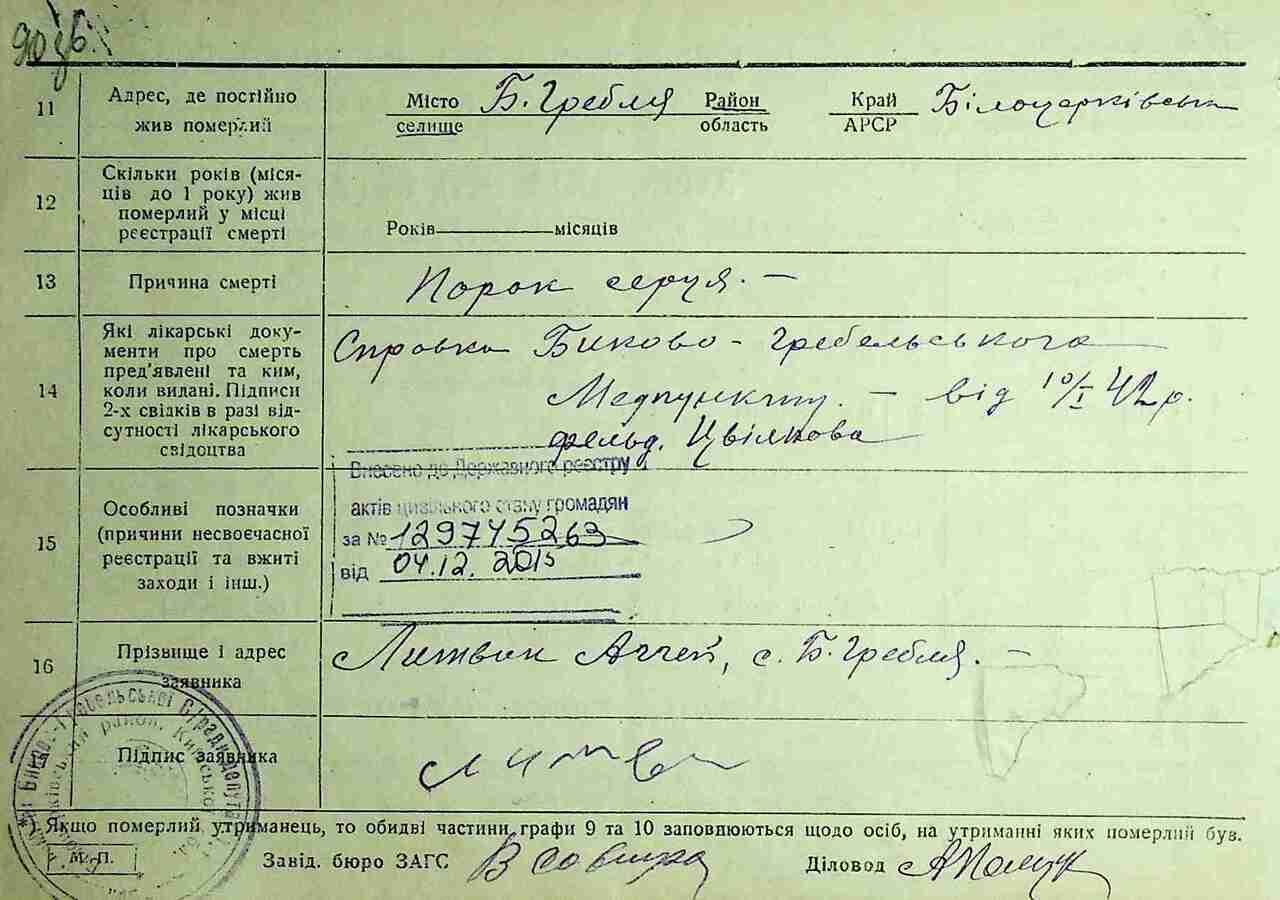 11 Адрес, де постійно жив померлий
Місто селище Б. Гребля Район область Край АРСР Білоцерківськ
12 Скільки років (міся-
ців до 1 року) жив
померлий у місці
реєстрації смерті
Років місяців
13 Причина смерті Порок серця. —
14 Які лікарські доку-
менти про смерть
пред'явлені та ким,
коли видані. Підписи
2-х свідків в разі від-
сутності лікарського
свідоцтва
Справка Биково-Гребельського
Медпункту. — від 10/I 42 р.
фельд. Цвілкова
15 Особливі позначки
(причини несвоєчасної
реєстрації та вжиті
заходи і інш.)
Внесено до Державного реєстру
актів цивільного стану громадян
за № 129745263
від 04.12.2015
16 Прізвище і адрес
заявника
Литвин, с. Б. Гребля. —
Підпис заявника
*) Якщо померлий утриманець, то обидві частини графи 9 та 10 заповнюються щодо осіб, на утриманні яких померлий був.
М. П. Завід. бюро ЗАГС Діловод